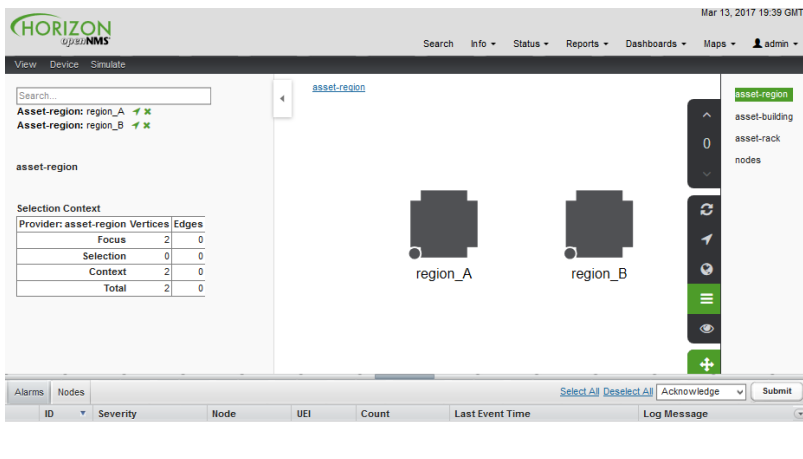 Mar 13, 2017 19:39 GMT
HORIZON
openNMS
Search Info Status Reports Dashboards Maps admin
View Device Simulate
Search...
Asset-region: region_A
Asset-region: region_B
asset-region
Selection Context
Provider: asset-region Vertices Edges
Focus 2 0
Selection 0 0
Context 2 0
Total 2 0
asset-region
region_A region_B
0
asset-region
asset-building
asset-rack
nodes
Alarms Nodes Select All Deselect All Acknowledge Submit
ID Severity Node UEI Count Last Event Time Log Message